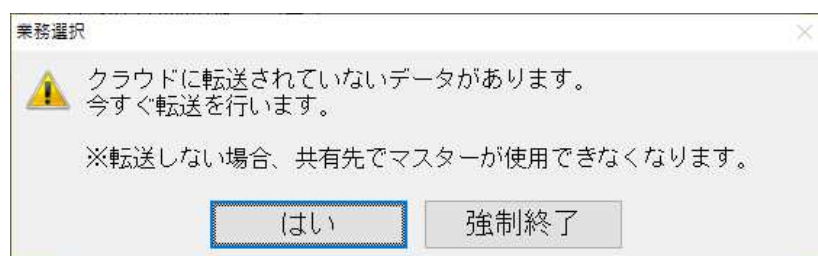 業務選択
クラウドに転送されていないデータがあります。
今すぐ転送を行います。
※転送しない場合、共有先でマスターが使用できなくなります。
はい
強制終了